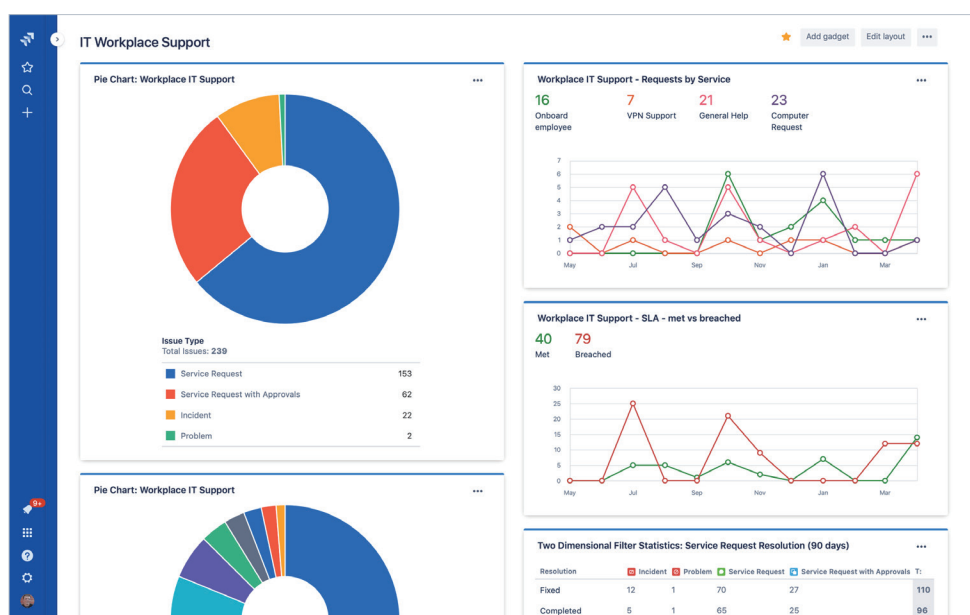 IT Workplace Support
Add gadget Edit layout
Pie Chart: Workplace IT Support
Issue Type
Total Issues: 239
Service Request 153
Service Request with Approvals 62
Incident 22
Problem 2
Pie Chart: Workplace IT Support
9+
Workplace IT Support - Requests by Service
16 7 21 23
Onboard employee VPN Support General Help Computer Request
7
6
5
4
3
2
1
0
May Jul Sep Nov Jan Mar
Workplace IT Support - SLA - met vs breached
40 79
Met Breached
30
25
20
15
10
5
0
May Jul Sep Nov Jan Mar
Two Dimensional Filter Statistics: Service Request Resolution (90 days)
Resolution Incident Problem Service Request Service Request with Approvals T:
Fixed 12 1 70 27 110
Completed 5 1 65 25 96